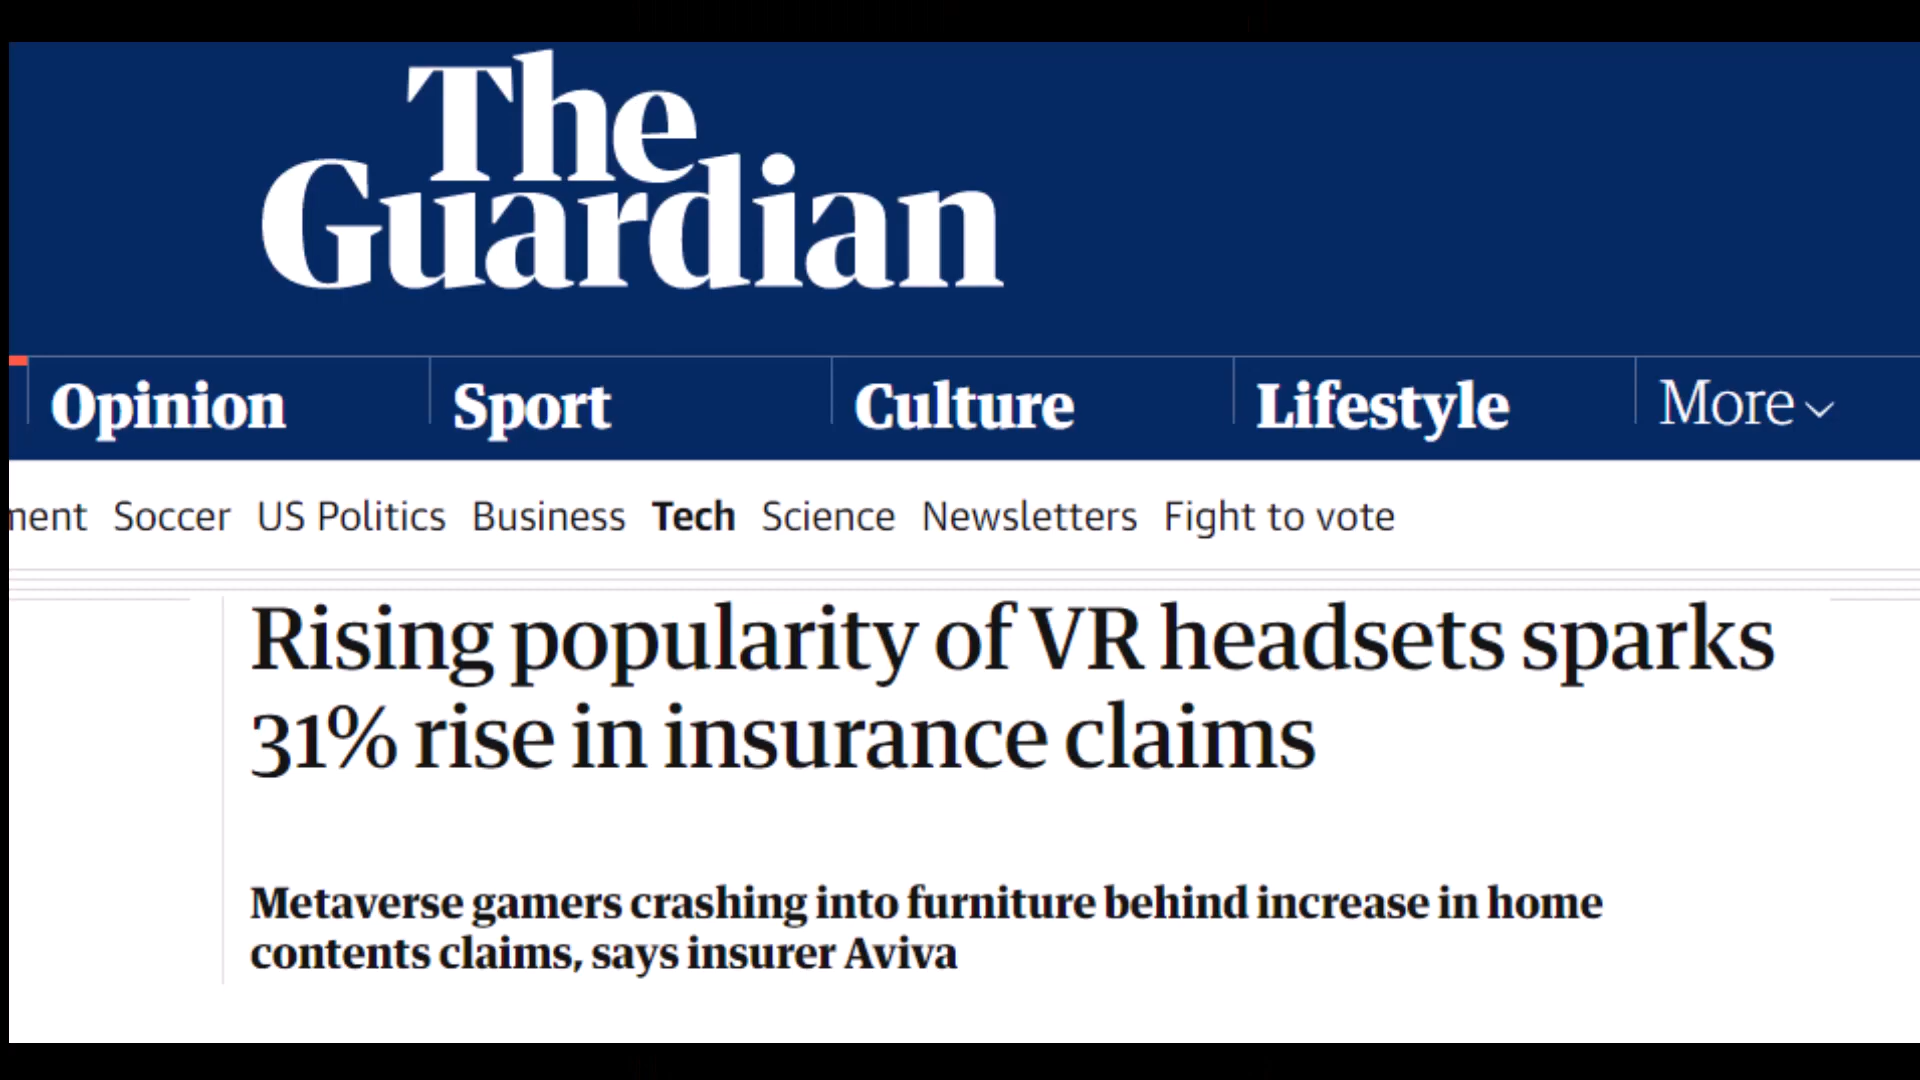 The
Guardian
Opinion Sport Culture Lifestyle More
Soccer US Politics Business Tech Science Newsletters Fight to vote
Rising popularity of VR headsets sparks
31% rise in insurance claims
Metaverse gamers crashing into furniture behind increase in home
contents claims, says insurer Aviva